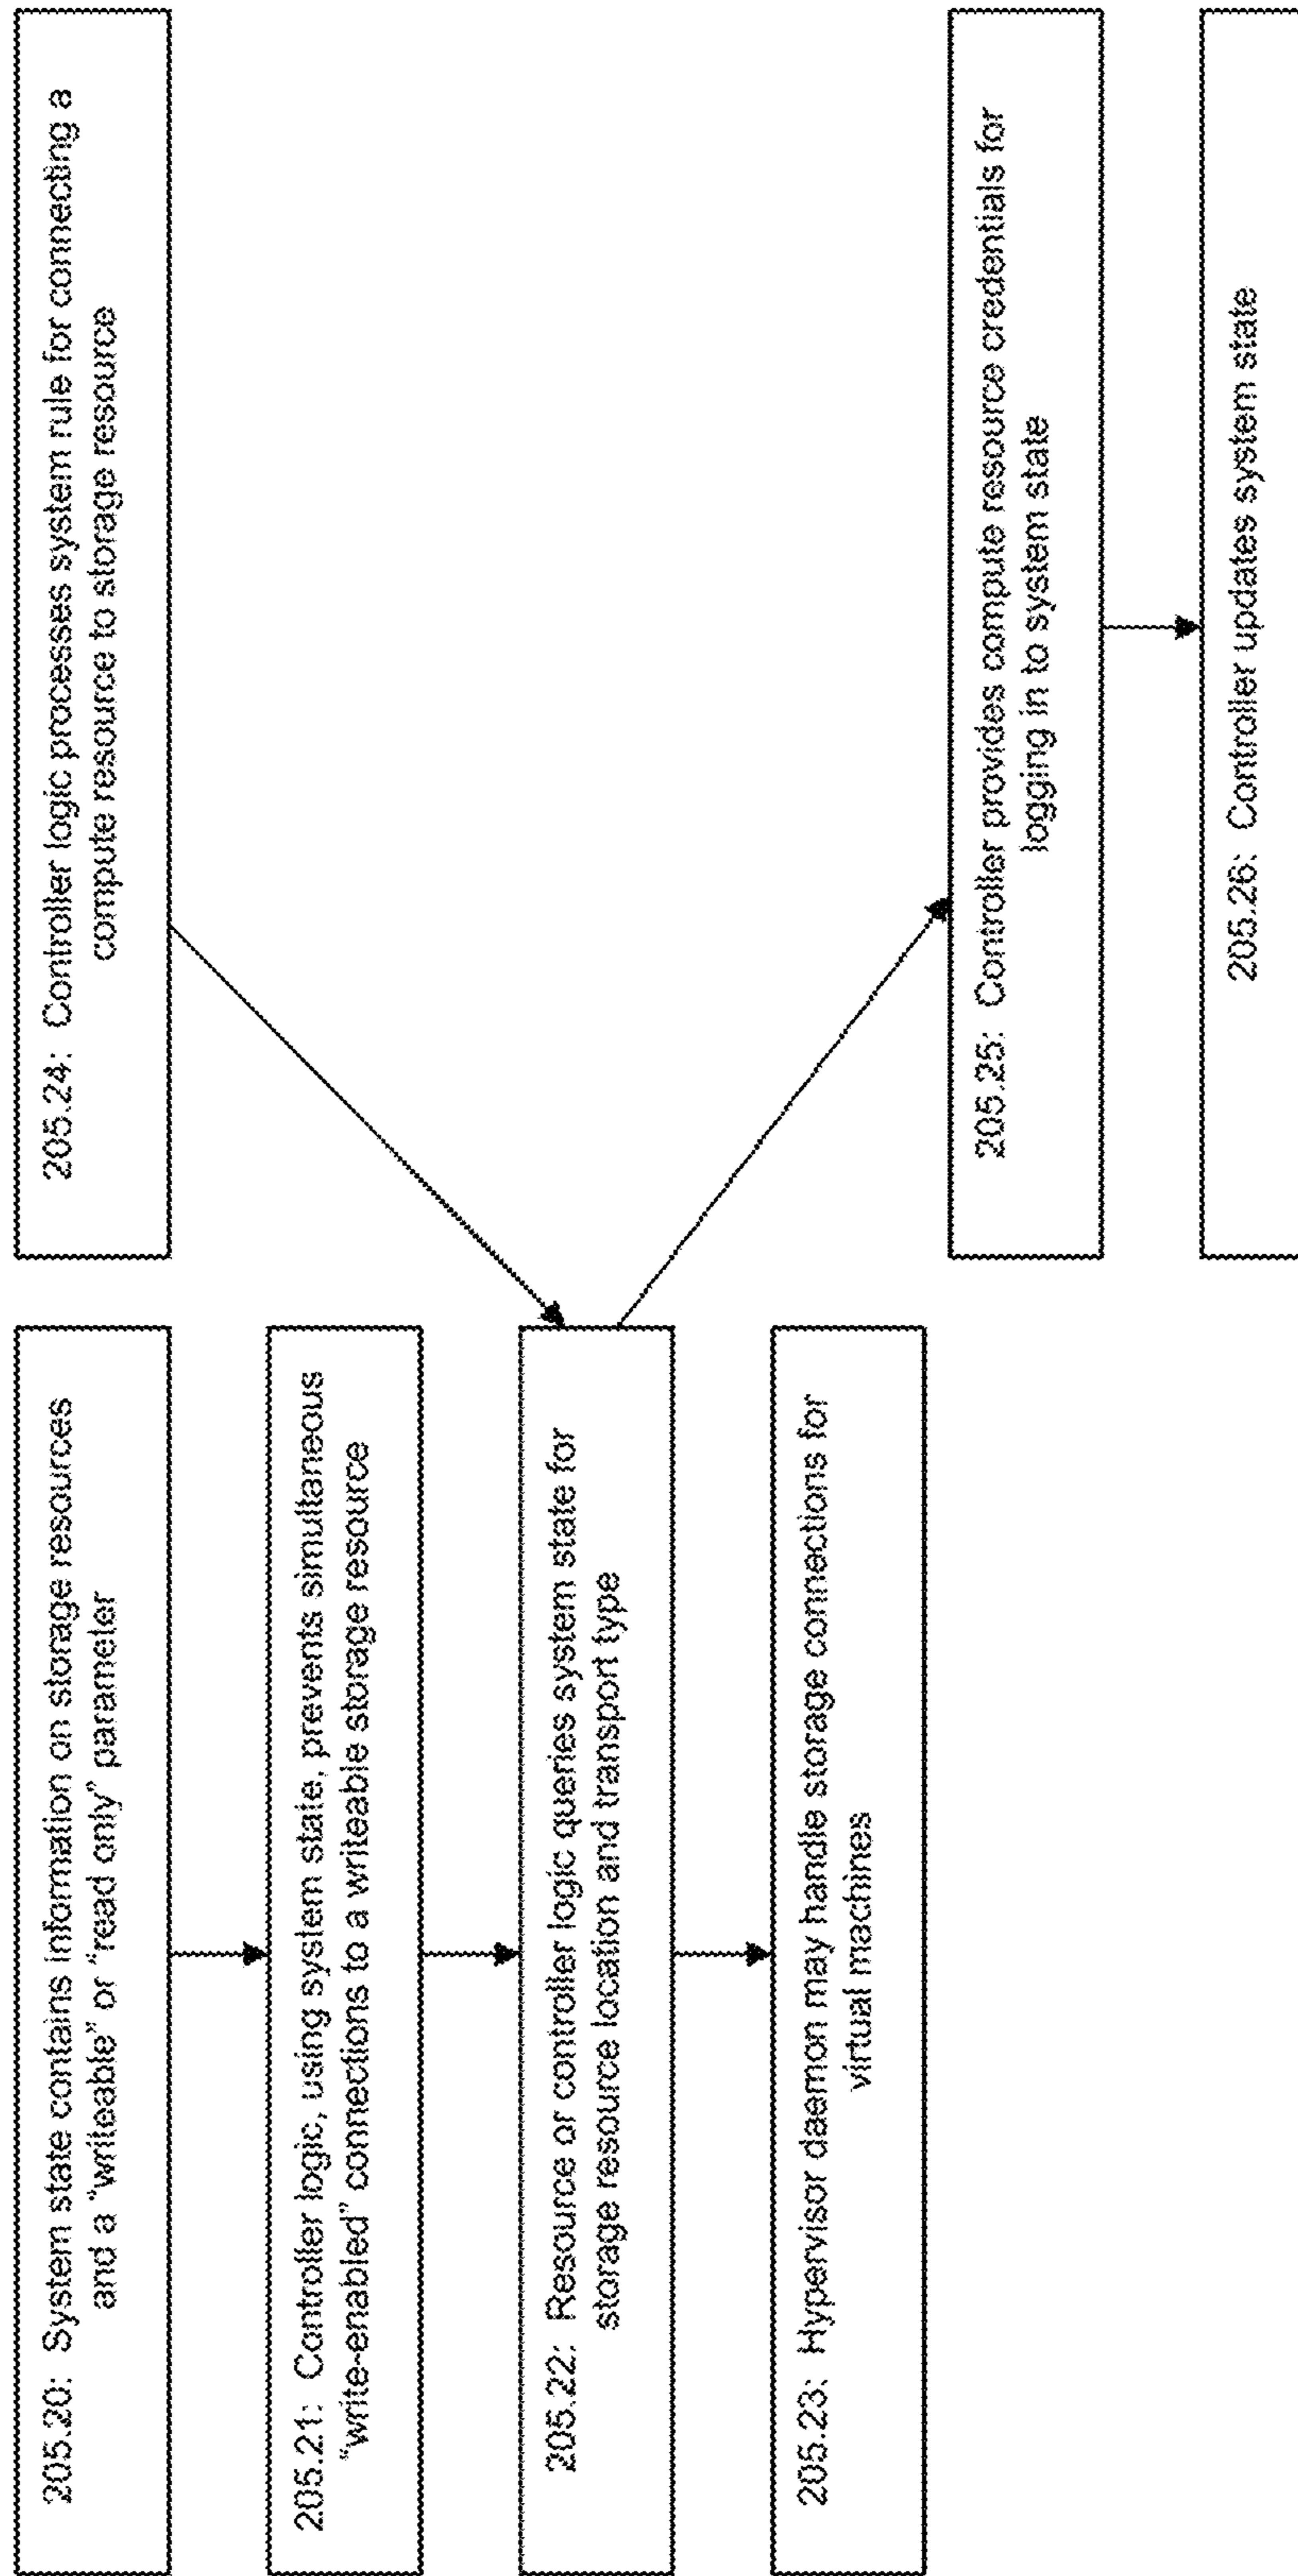 205.20: System state contains information on storage resources
and a “writeable” or “read only” parameter
205.21: Controller logic, using system state, prevents simultaneous
“write-enabled” connections to a writeable storage resource
205.22: Resource or controller logic queries system state for
storage resource location and transport type
205.23: Hypervisor daemon may handle storage connections for
virtual machines
205.24: Controller logic processes system rule for connecting a
compute resource to storage resource
205.25: Controller provides compute resource credentials for
logging in to system state
205.26: Controller updates system state